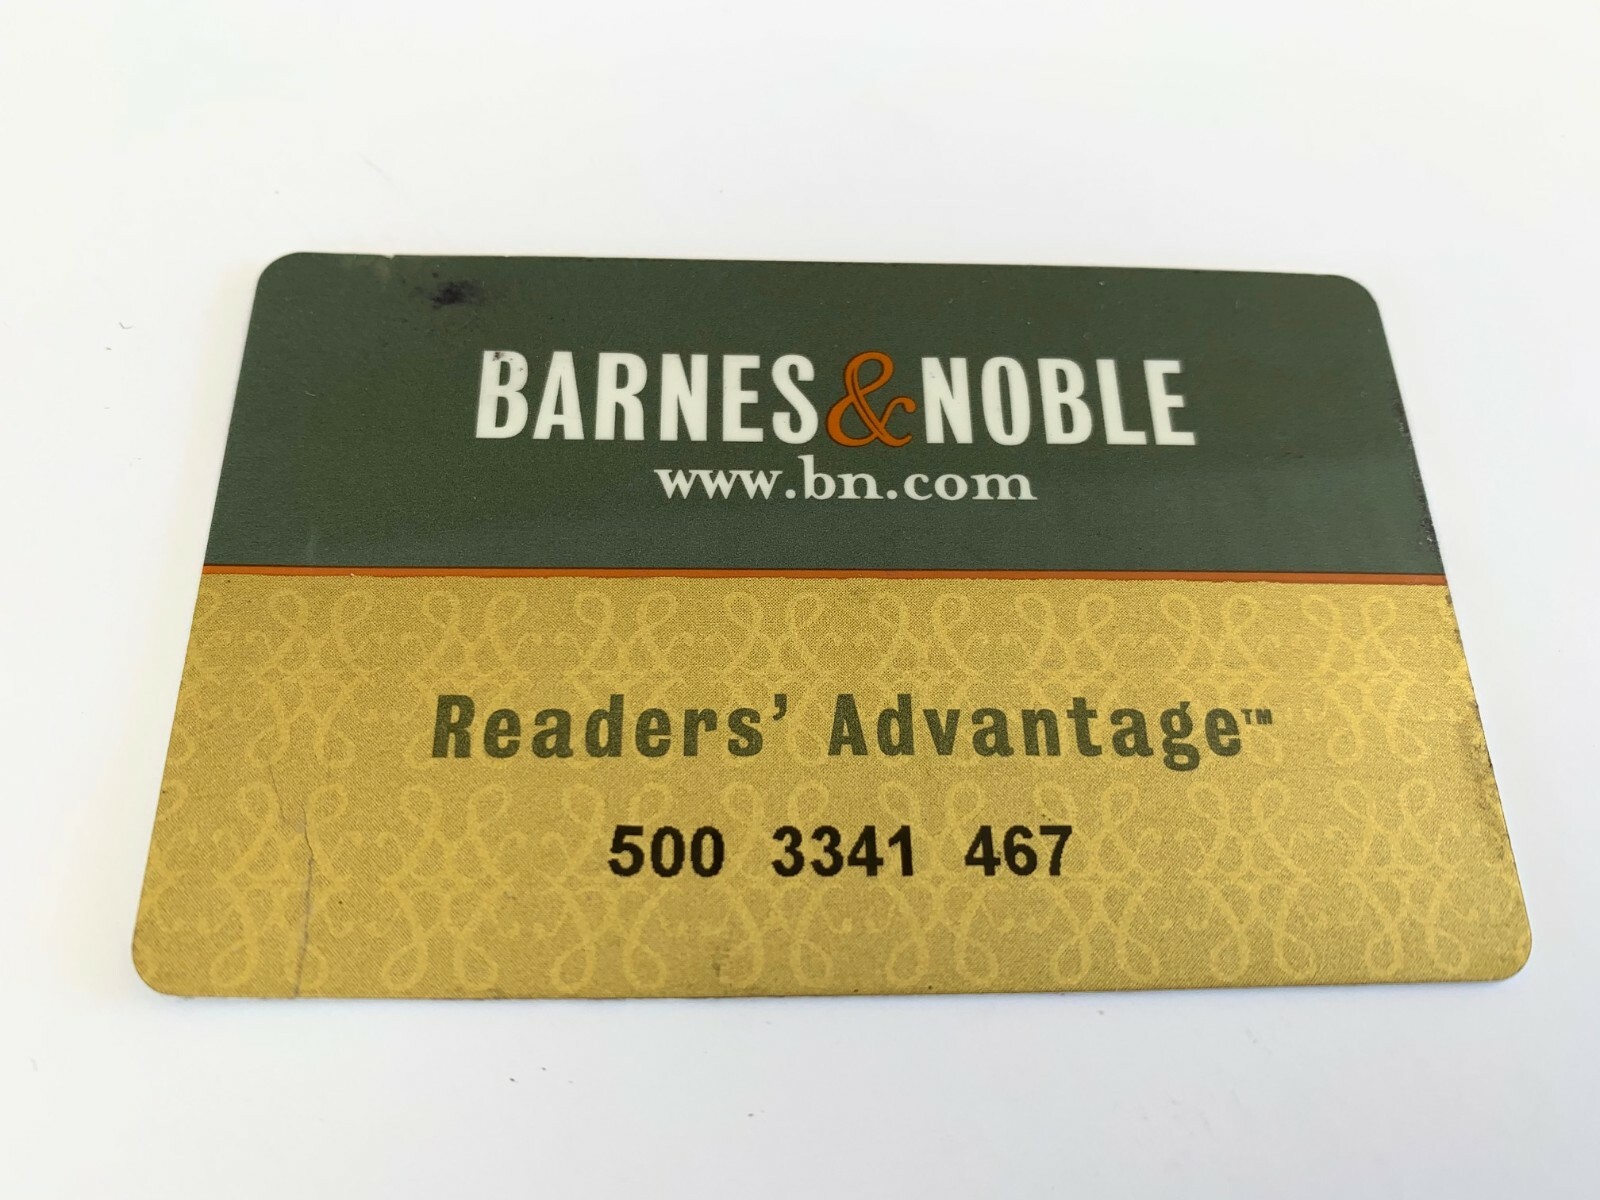 BARNES & NOBLE
www.bn.com
Readers' Advantage™
500 3341 467